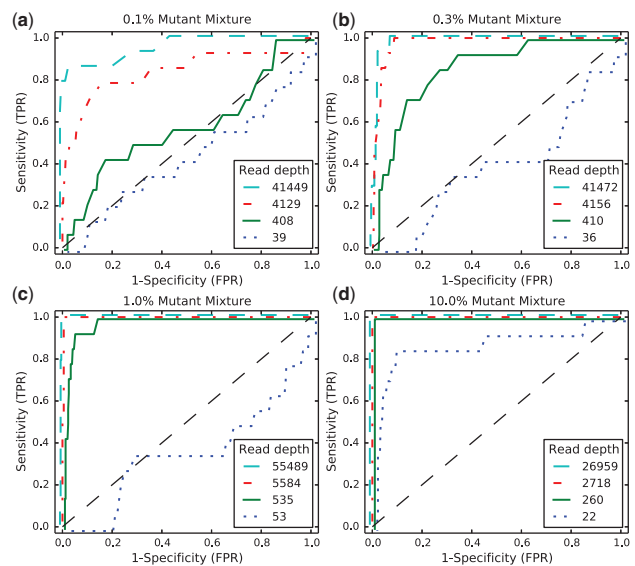 (a) 0.1% Mutant Mixture
1.0
0.8
0.6
0.4
0.2
0.0
Sensitivity (TPR)
Read depth
41449
4129
408
39
0.0 0.2 0.4 0.6 0.8 1.0
1-Specificity (FPR)
(b) 0.3% Mutant Mixture
1.0
0.8
0.6
0.4
0.2
0.0
Sensitivity (TPR)
Read depth
41472
4156
410
36
0.0 0.2 0.4 0.6 0.8 1.0
1-Specificity (FPR)
(c) 1.0% Mutant Mixture
1.0
0.8
0.6
0.4
0.2
0.0
Sensitivity (TPR)
Read depth
55489
5584
535
53
0.0 0.2 0.4 0.6 0.8 1.0
1-Specificity (FPR)
(d) 10.0% Mutant Mixture
1.0
0.8
0.6
0.4
0.2
0.0
Sensitivity (TPR)
Read depth
26959
2718
260
22
0.0 0.2 0.4 0.6 0.8 1.0
1-Specificity (FPR)